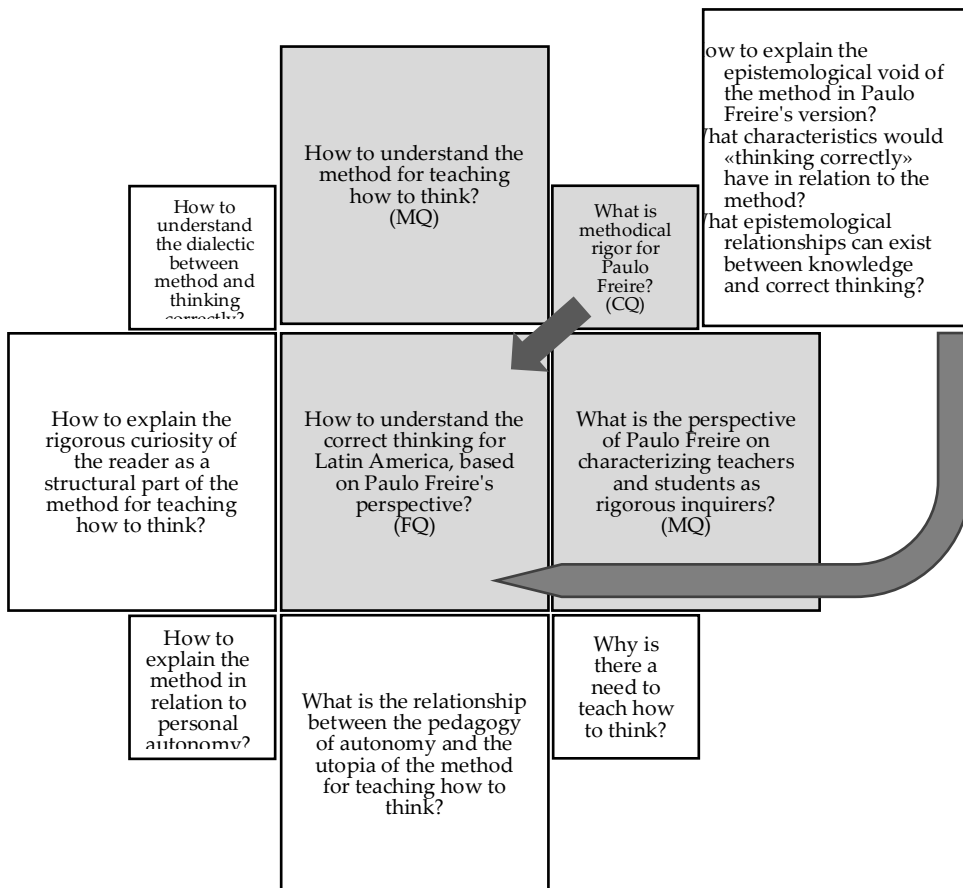 How to understand the
method for teaching
how to think?
(MQ)
ow to explain the
epistemological void of
the method in Paulo
Freire's version?
hat characteristics would
«thinking correctly»
have in relation to the
method?
hat epistemological
relationships can exist
between knowledge
and correct thinking?
How to
understand
the dialectic
between
method and
thinking
correctly?
What is
methodical
rigor for
Paulo
Freire?
(CQ)
How to explain the
rigorous curiosity of
the reader as a
structural part of the
method for teaching
how to think?
How to understand the
correct thinking for
Latin America, based
on Paulo Freire's
perspective?
(FQ)
What is the perspective
of Paulo Freire on
characterizing teachers
and students as
rigorous inquirers?
(MQ)
How to
explain the
method in
relation to
personal
autonomy?
What is the relationship
between the pedagogy
of autonomy and the
utopia of the method
for teaching how to
think?
Why is
there a
need to
teach how
to think?